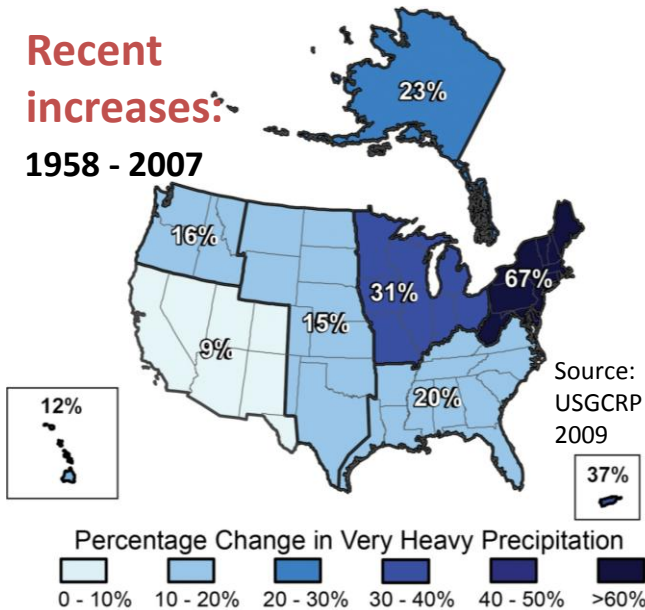 Recent
increases:
1958 - 2007
23%
16%
31%
67%
15%
9%
20%
Source:
USGCRP
2009
12%
37%
Percentage Change in Very Heavy Precipitation
0 - 10% 10 - 20% 20 - 30% 30 - 40% 40 - 50% >60%